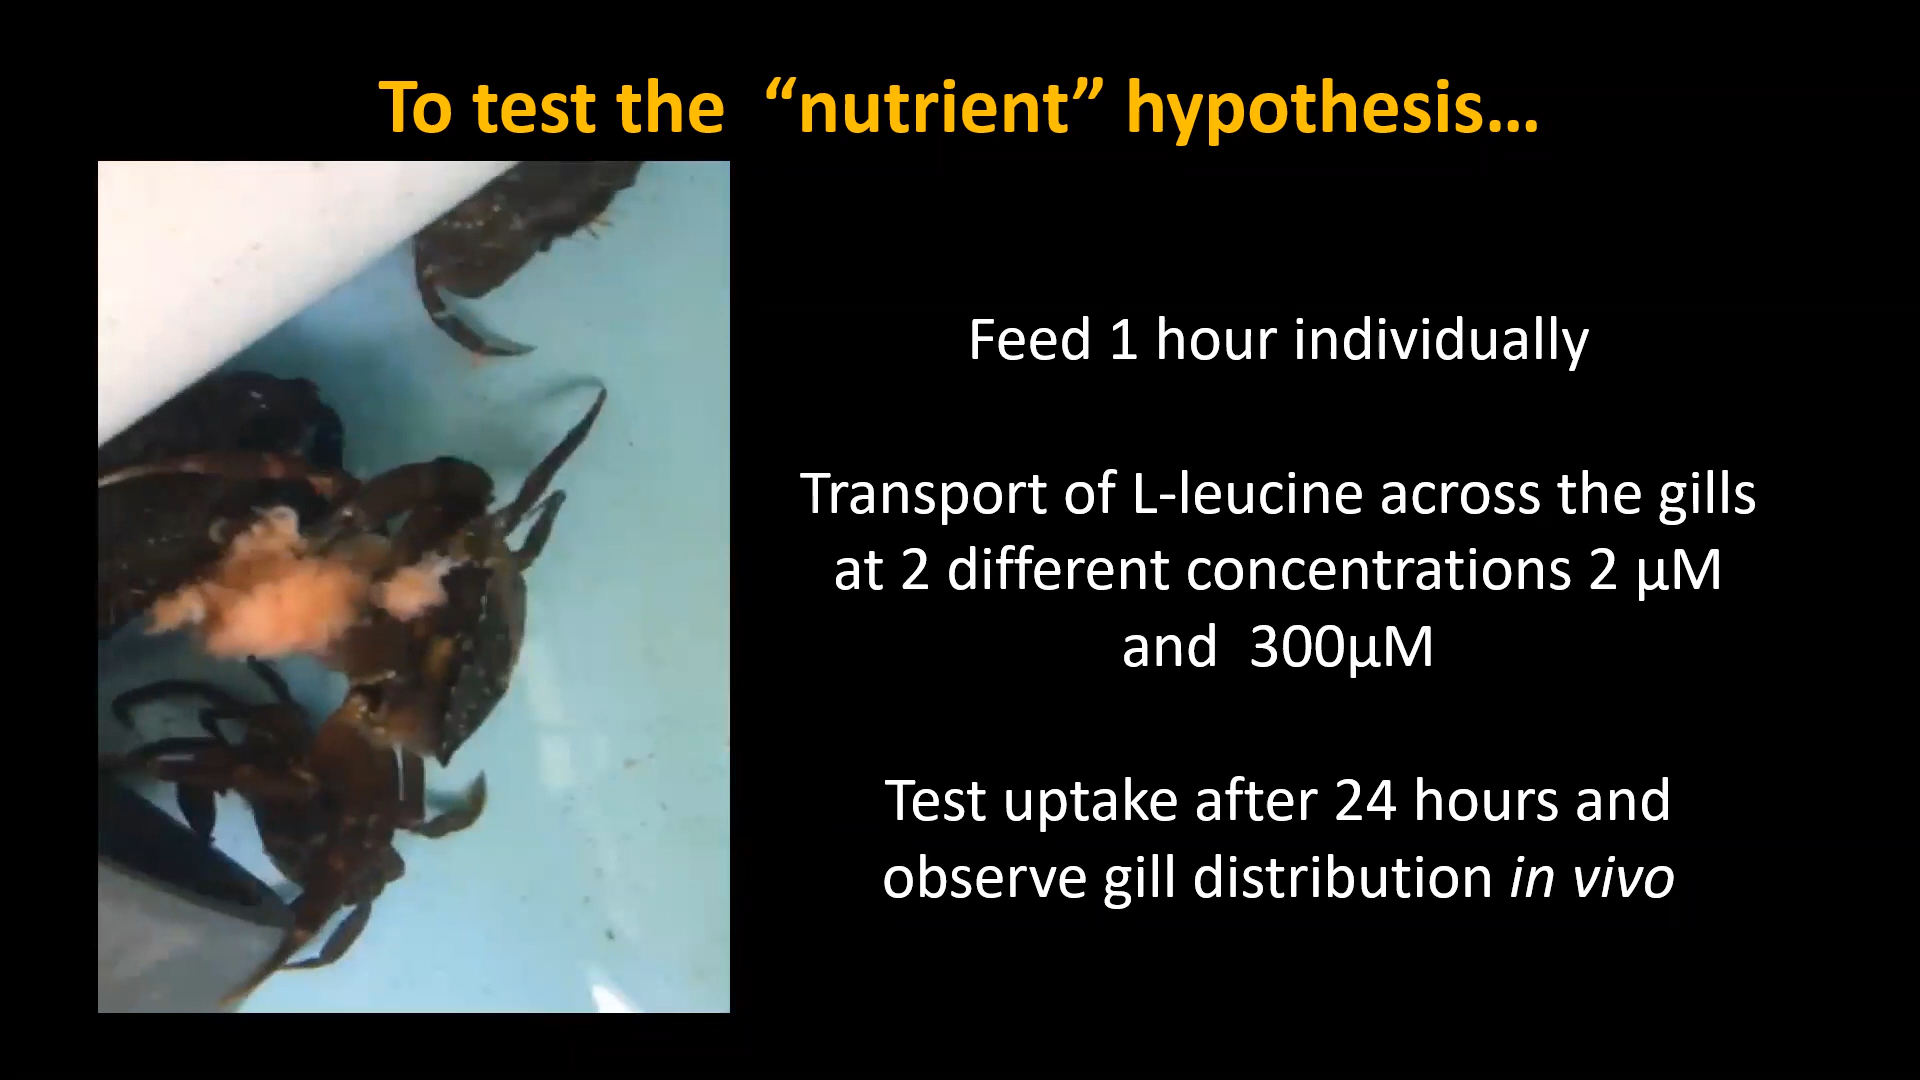 To test the  “nutrient” hypothesis…
Feed 1 hour individually
Transport of L-leucine across the gills
at 2 different concentrations 2 µM
and  300µM
Test uptake after 24 hours and
observe gill distribution in vivo